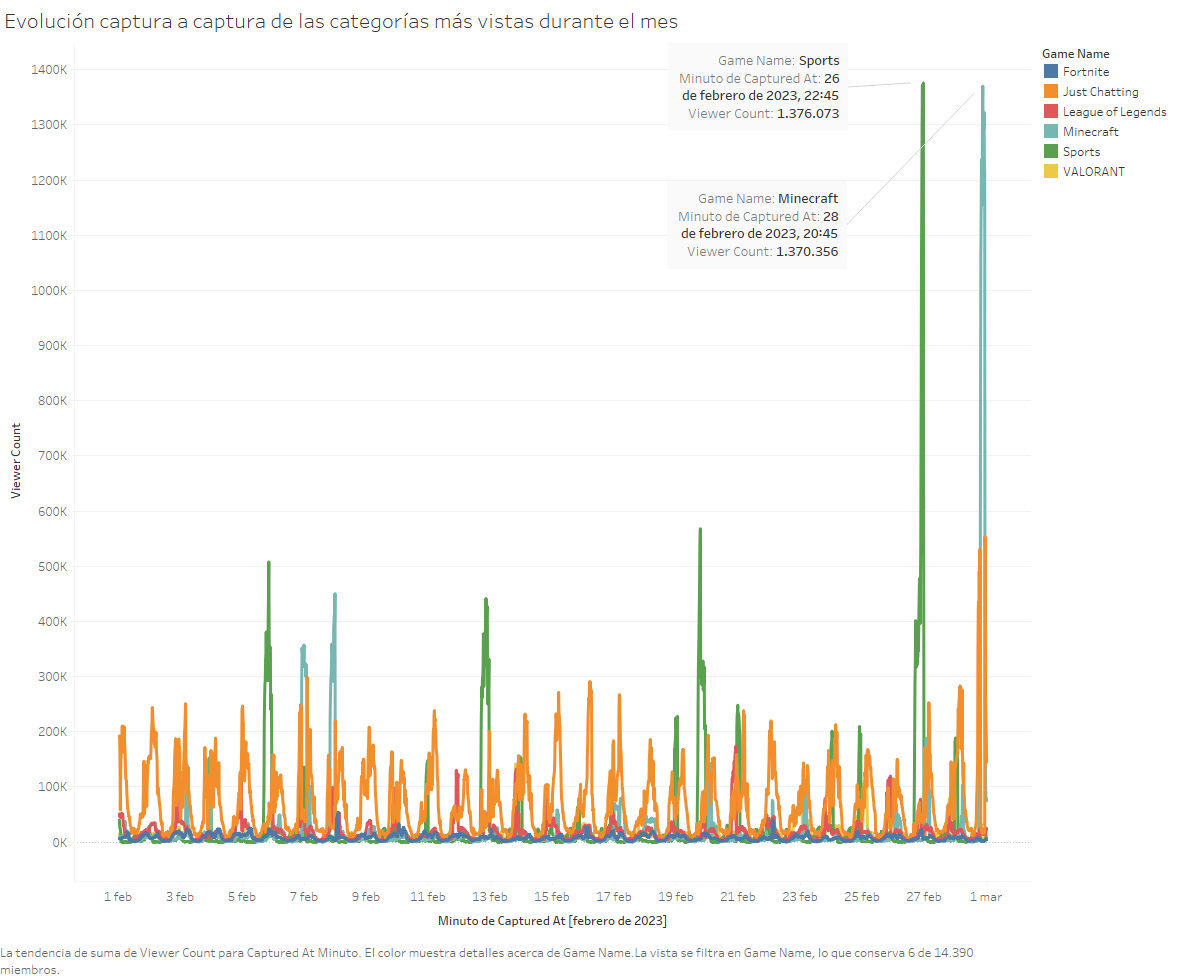 Evolución captura a captura de las categorías más vistas durante el mes
Game Name
Fortnite
Just Chatting
League of Legends
Minecraft
Sports
VALORANT
Game Name: Sports
Minuto de Captured At: 26
de febrero de 2023, 22:45
Viewer Count: 1.376.073
Game Name: Minecraft
Minuto de Captured At: 28
de febrero de 2023, 20:45
Viewer Count: 1.370.356
Viewer Count
1400K
1300K
1200K
1100K
1000K
900K
800K
700K
600K
500K
400K
300K
200K
100K
0K
1 feb
3 feb
5 feb
7 feb
9 feb
11 feb
13 feb
15 feb
17 feb
19 feb
21 feb
23 feb
25 feb
27 feb
1 mar
Minuto de Captured At [febrero de 2023]
La tendencia de suma de Viewer Count para Captured At Minuto. El color muestra detalles acerca de Game Name.La vista se filtra en Game Name, lo que conserva 6 de 14.390
miembros.